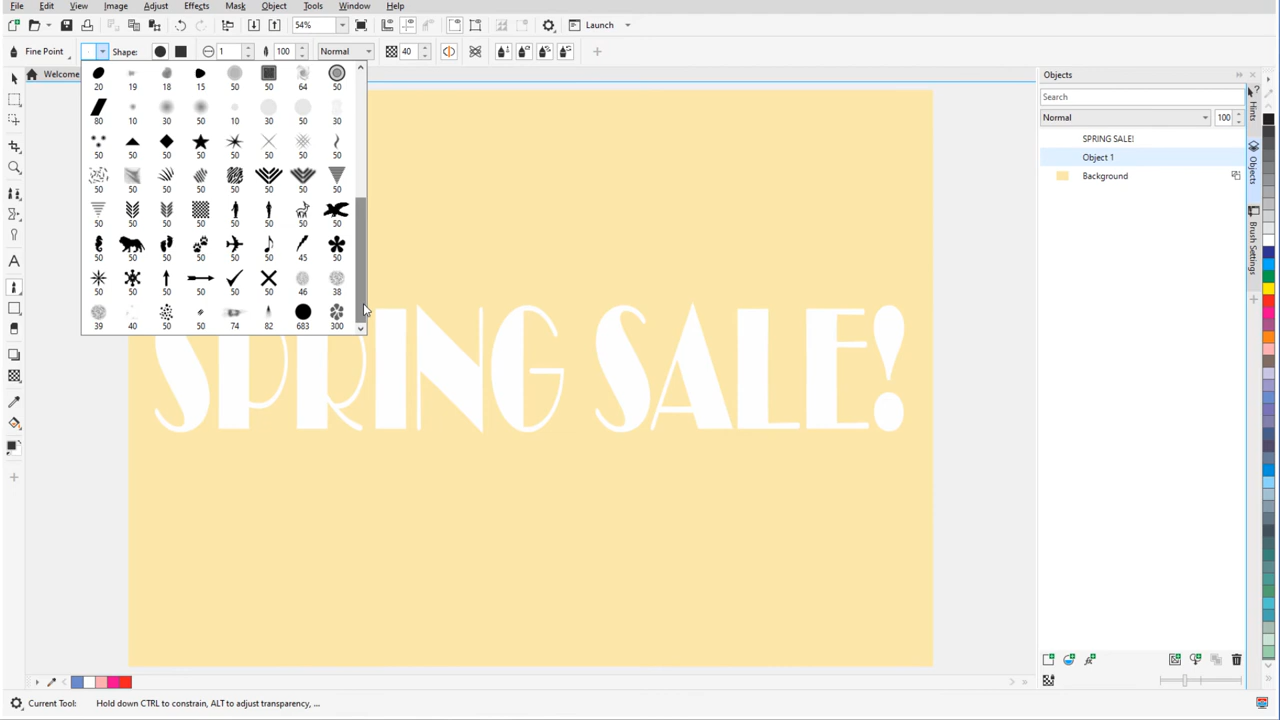 File Edit View Image Adjust Effects Mask Object Tools Window Help
54% Launch
Fine Point Shape: 1 100 Normal 40
Welcome
20 19 18 15 50 50 64 50
80 10 30 50 10 30 50 30
50 50 50 50 50 50 50 50
50 50 50 50 50 50 50 50
50 50 50 50 50 50 50 50
50 50 50 50 50 50 45 50
50 50 50 50 50 50 46 38
39 40 50 50 74 82 683 300
SPRING SALE!
Objects
Search
Normal 100
SPRING SALE!
Object 1
Background
Hints
Objects
Brush Settings
Current Tool: Hold down CTRL to constrain, ALT to adjust transparency, ...